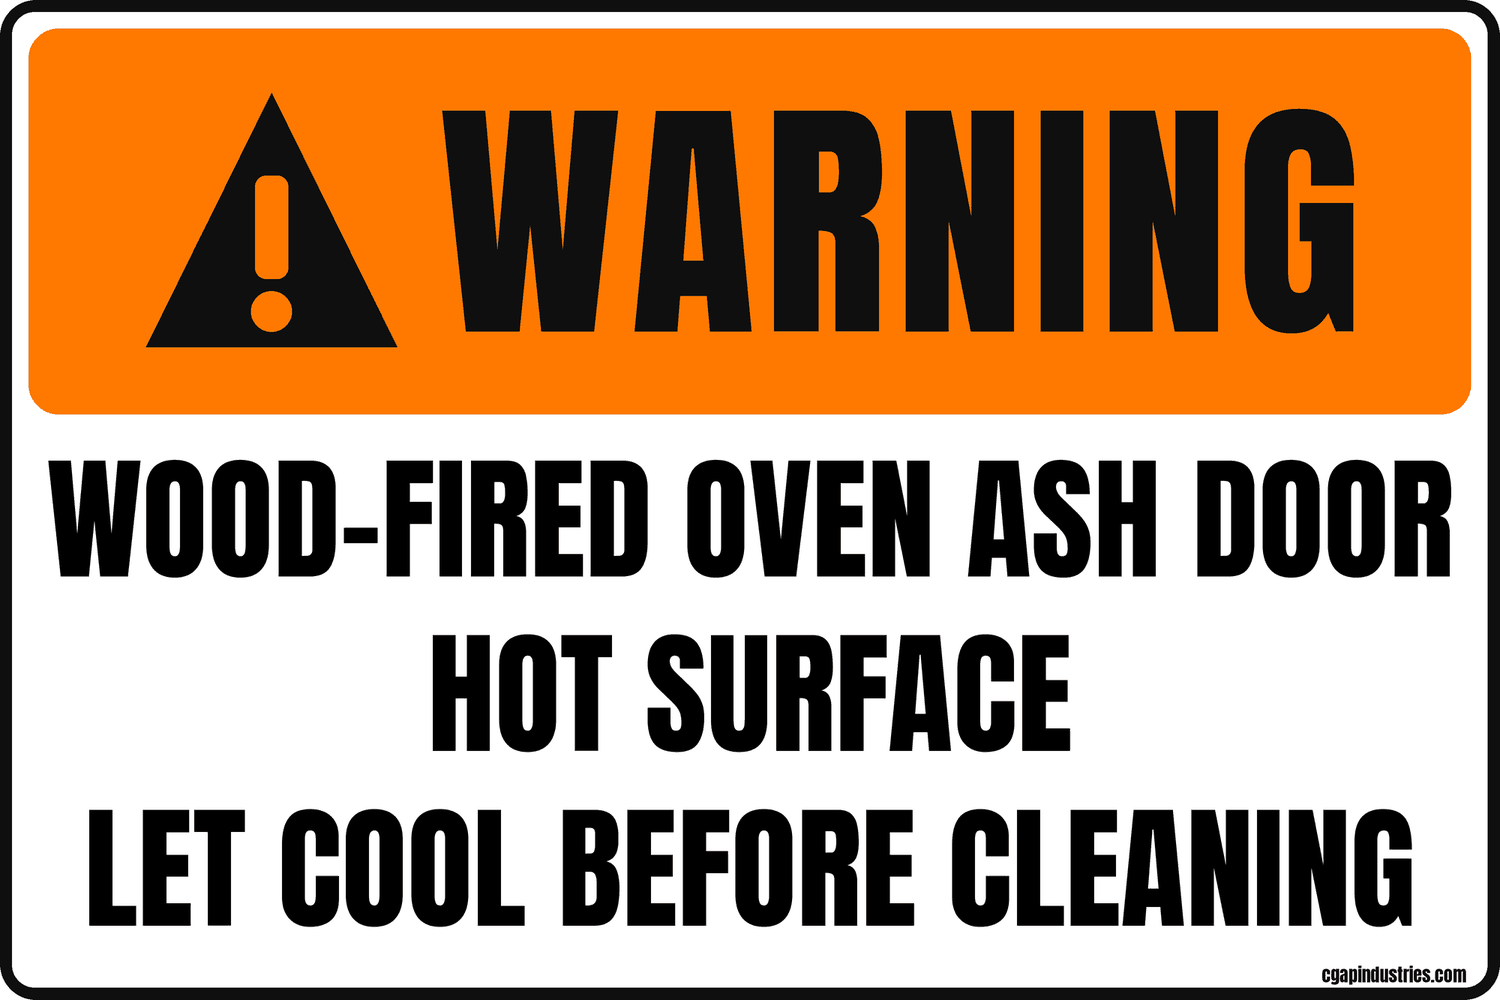 WARNING
WOOD-FIRED OVEN ASH DOOR
HOT SURFACE
LET COOL BEFORE CLEANING
cgapindustries.com